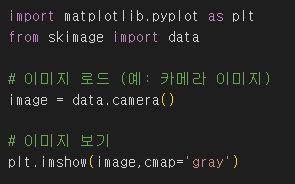 import matplotlib.pyplot as plt
from skimage import data
# 이미지 로드 (예: 카메라 이미지)
image = data.camera()
# 이미지 보기
plt.imshow(image,cmap='gray')